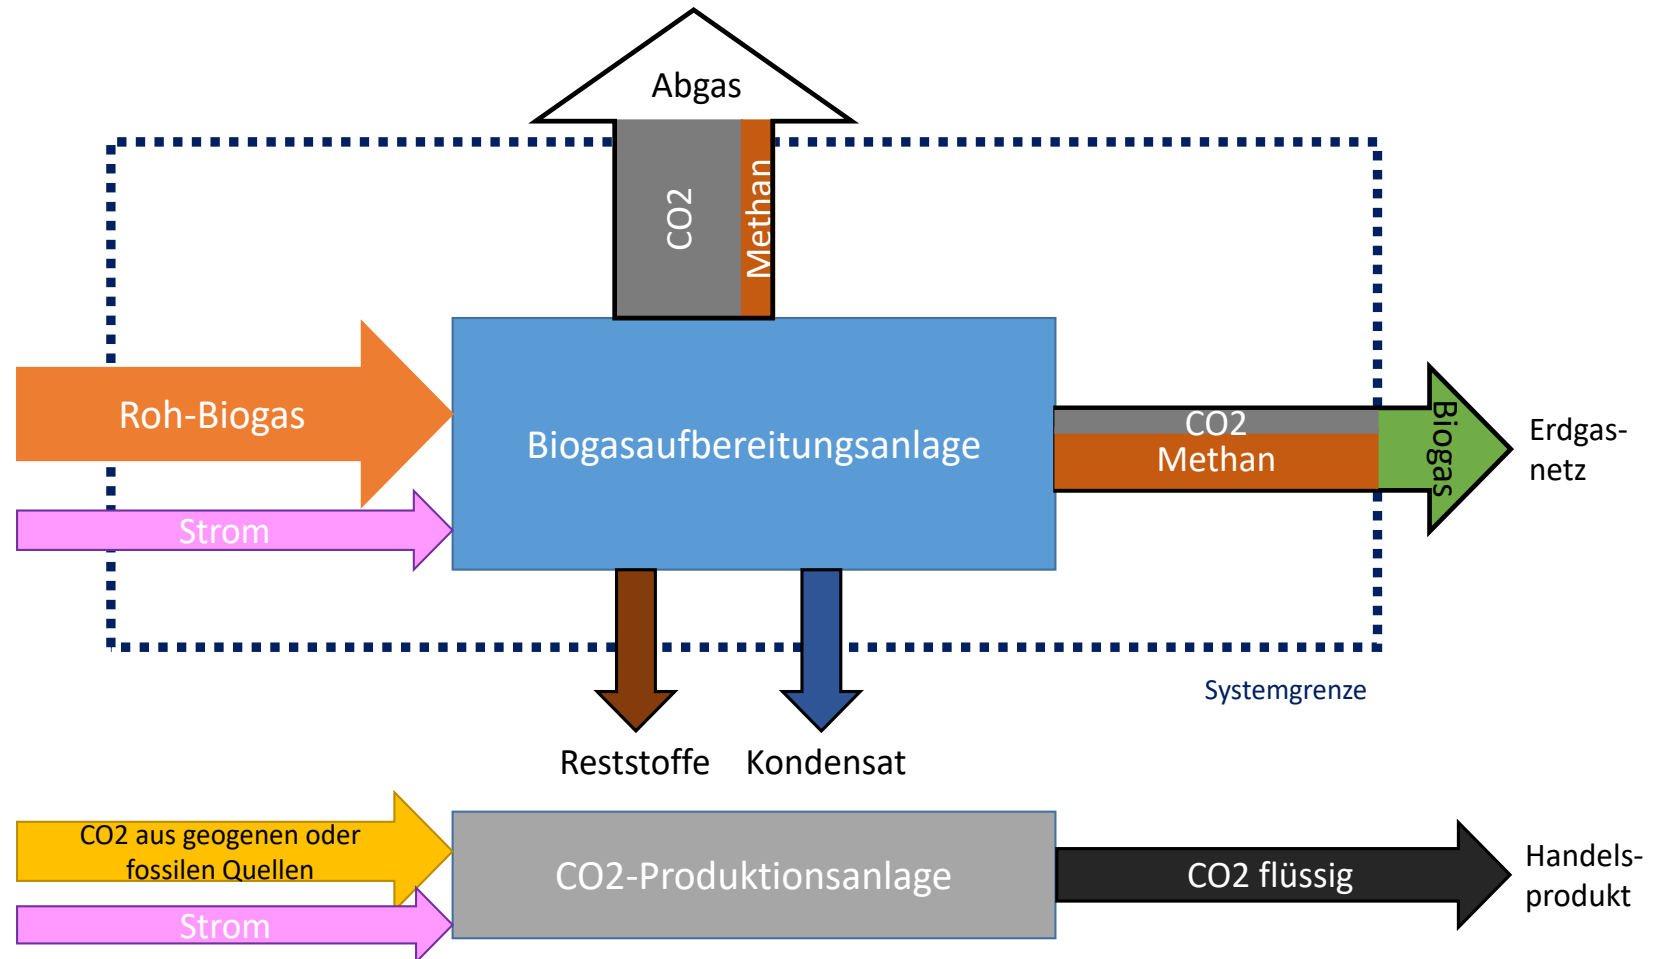 Abgas
CO2
Methan
Roh-Biogas
Strom
Biogasaufbereitungsanlage
CO2
Methan
Biogas
Erdgas-
netz
Systemgrenze
Reststoffe
Kondensat
CO2 aus geogenen oder
fossilen Quellen
Strom
CO2-Produktionsanlage
CO2 flüssig
Handels-
produkt